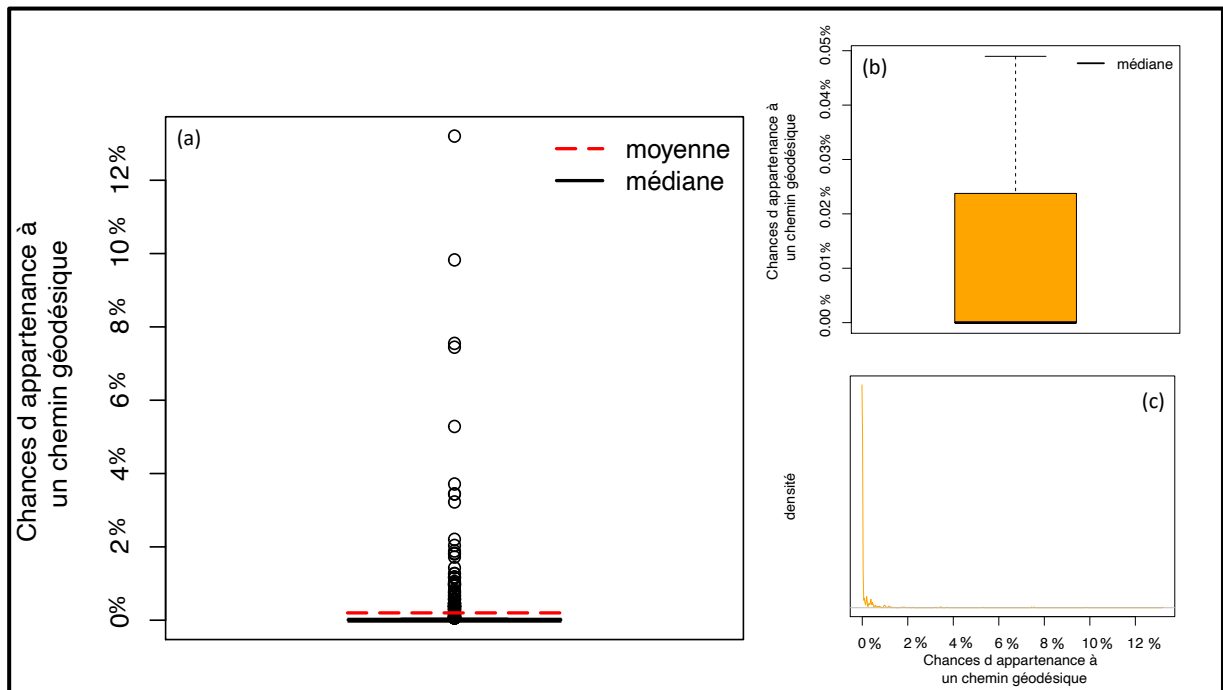 (a)
moyenne
médiane
Chances d appartenance à
un chemin géodésique
0%
2%
4%
6%
8%
10%
12%
(b)
médiane
Chances d appartenance à
un chemin géodésique
0.00 %
0.01%
0.02%
0.03%
0.04%
0.05%
(c)
densité
0 %
2 %
4 %
6 %
8 %
10 %
12 %
Chances d appartenance à
un chemin géodésique